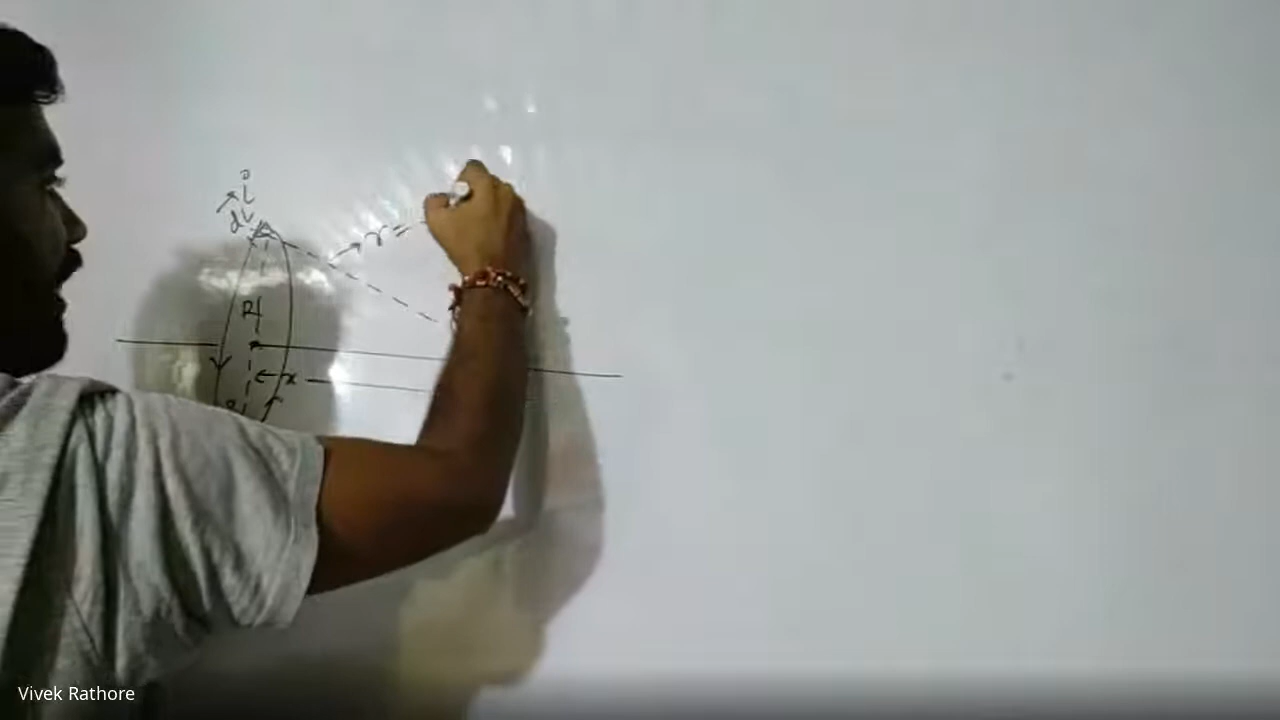 dL
r =
R
x
Vivek Rathore